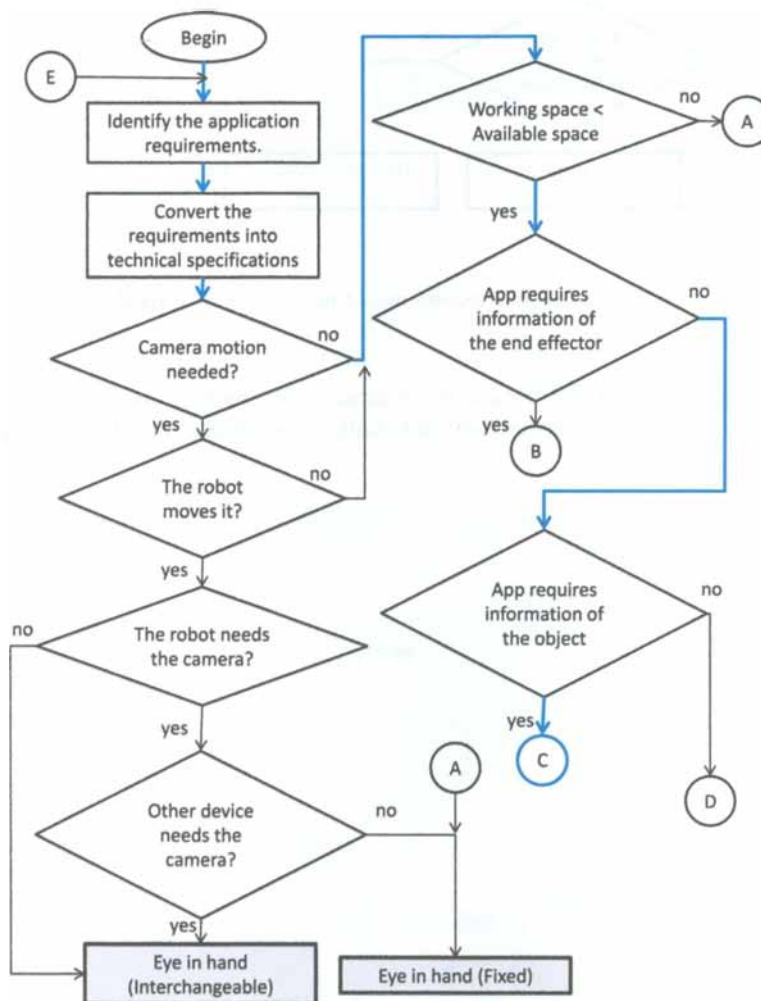 Begin
E
Identify the application
requirements.
Convert the
requirements into
technical specifications
Camera motion
needed?
no
yes
The robot
moves it?
no
yes
The robot needs
the camera?
no
yes
Other device
needs the
camera?
no
yes
Eye in hand
(Interchangeable)
A
Eye in hand (Fixed)
Working space <
Available space
no
A
yes
App requires
information of
the end effector
no
yes
B
App requires
information of
the object
no
yes
C
D